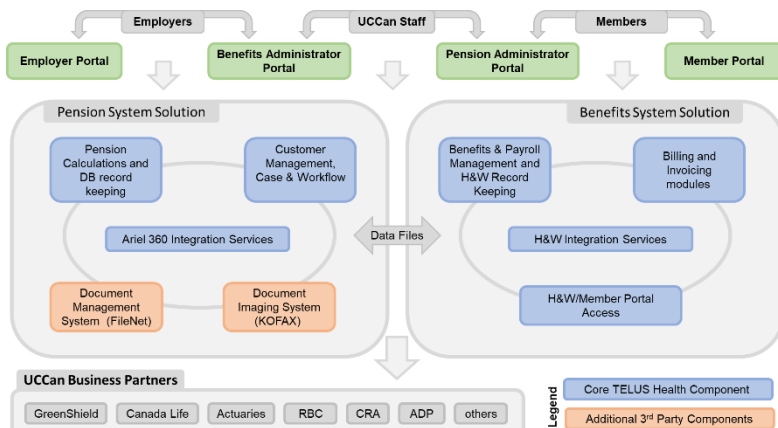 Employers
UCCan Staff
Members
Employer Portal
Benefits Administrator
Portal
Pension Administrator
Portal
Member Portal
Pension System Solution
Benefits System Solution
Pension
Calculations and
DB record
keeping
Customer
Management,
Case & Workflow
Ariel 360 Integration Services
Document
Management
System (FileNet)
Document
Imaging System
(KOFAX)
Data Files
Benefits & Payroll
Management and
H&W Record
Keeping
Billing and
Invoicing
modules
H&W Integration Services
H&W/Member Portal
Access
UCCan Business Partners
GreenShield
Canada Life
Actuaries
RBC
CRA
ADP
others
Legend
Core TELUS Health Component
Additional 3rd Party Components